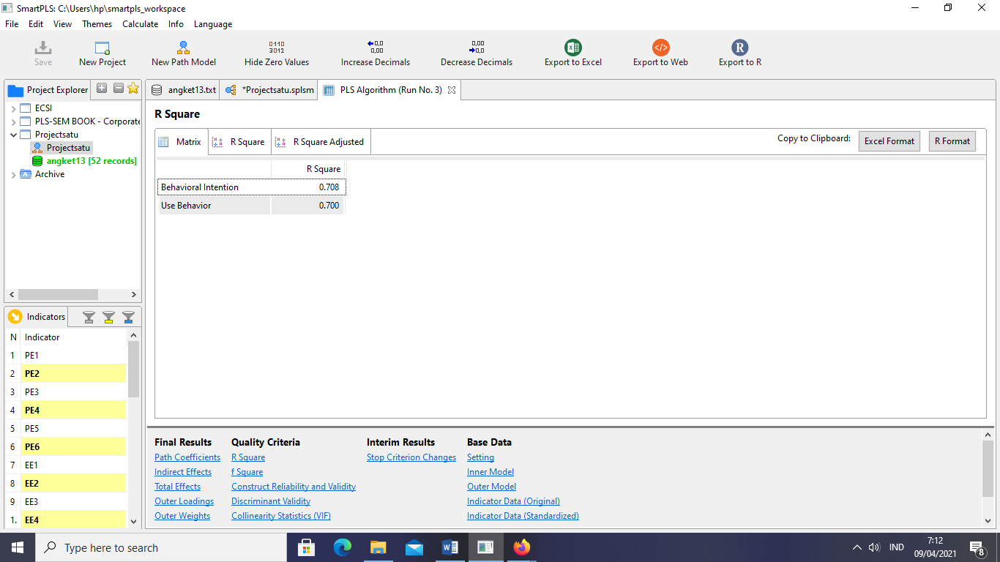 SmartPLS: C:\Users\hp\smartpls_workspace
File Edit View Themes Calculate Info Language
0110 3012 0,0 0,00 0,00 0,0
Save New Project New Path Model Hide Zero Values Increase Decimals Decrease Decimals Export to Excel Export to Web R Export to R
Project Explorer
ECSI
PLS-SEM BOOK - Corporate
Projectsatu
Projectsatu
angket13 [52 records]
Archive
Indicators
N Indicator
1 PE1
2 PE2
3 PE3
4 PE4
5 PE5
6 PE6
7 EE1
8 EE2
9 EE3
1. EE4
angket13.txt *Projectsatu.splsm PLS Algorithm (Run No. 3)
R Square
Matrix R Square R Square Adjusted Copy to Clipboard: Excel Format R Format
R Square
Behavioral Intention 0.708
Use Behavior 0.700
Final Results Quality Criteria Interim Results Base Data
Path Coefficients R Square Stop Criterion Changes Setting
Indirect Effects f Square Inner Model
Total Effects Construct Reliability and Validity Outer Model
Outer Loadings Discriminant Validity Indicator Data (Original)
Outer Weights Collinearity Statistics (VIF) Indicator Data (Standardized)
Type here to search IND 7:12
09/04/2021 8